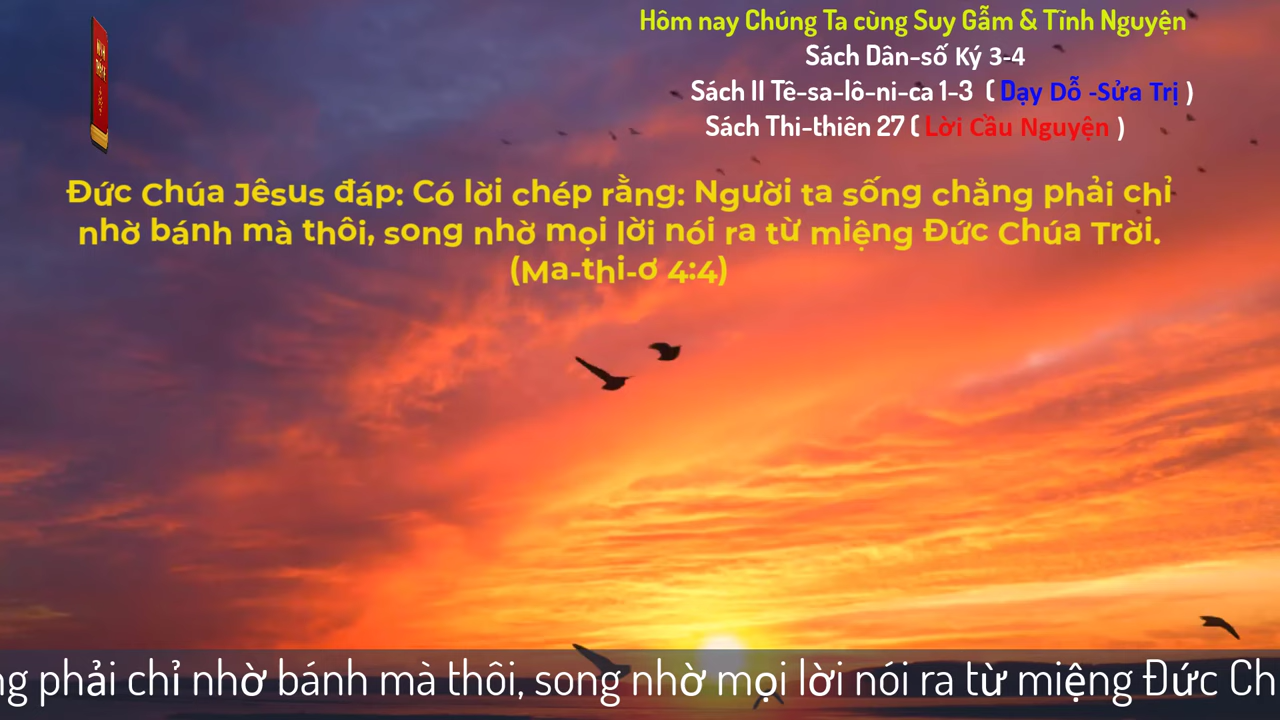 Hôm nay Chúng Ta cùng Suy Gẫm & Tĩnh Nguyện
Sách Dân-số Ký 3-4
Sách II Tê-sa-lô-ni-ca 1-3 ( Dạy Dỗ -Sửa Trị )
Sách Thi-thiên 27 ( Lời Cầu Nguyện )
Đức Chúa Jêsus đáp: Có lời chép rằng: Người ta sống chẳng phải chỉ
nhờ bánh mà thôi, song nhờ mọi lời nói ra từ miệng Đức Chúa Trời.
(Ma-thi-ơ 4:4)
phải chỉ nhờ bánh mà thôi, song nhờ mọi lời nói ra từ miệng Đức Ch